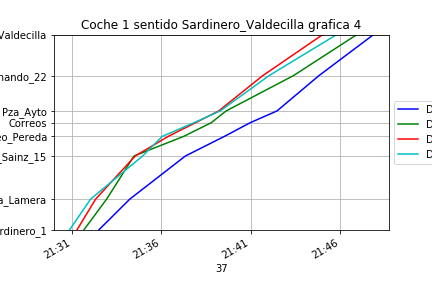 Coche 1 sentido Sardinero_Valdecilla grafica 4
Valdecilla
nando_22
Pza_Ayto
Correos
eo_Pereda
_Sainz_15
a_Lamera
rdinero_1
21:31
21:36
21:41
21:46
37
D
D
D
D